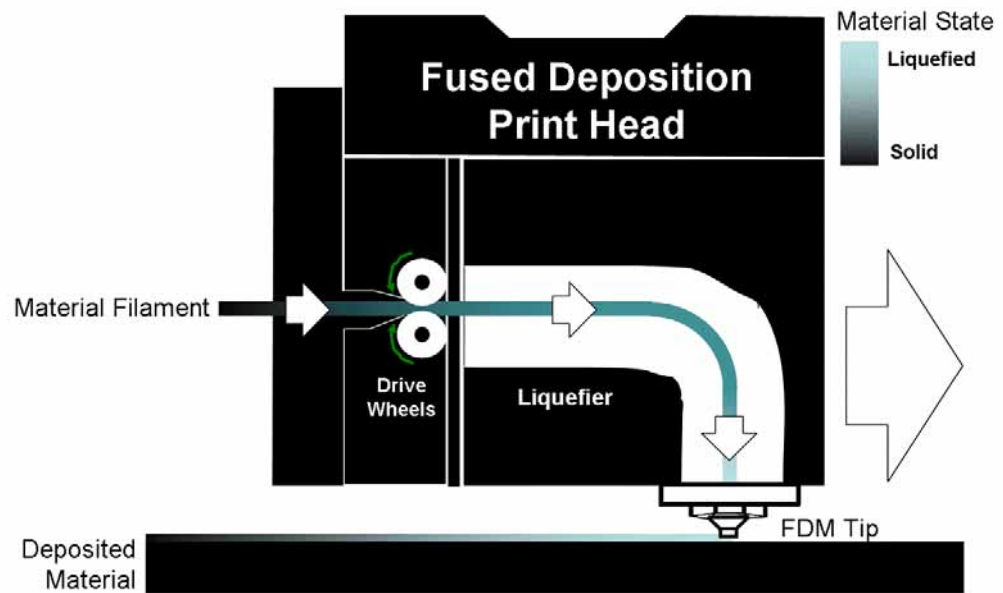 Material State
Liquefied
Solid
Fused Deposition
Print Head
Material Filament
Drive
Wheels
Liquefier
FDM Tip
Deposited
Material